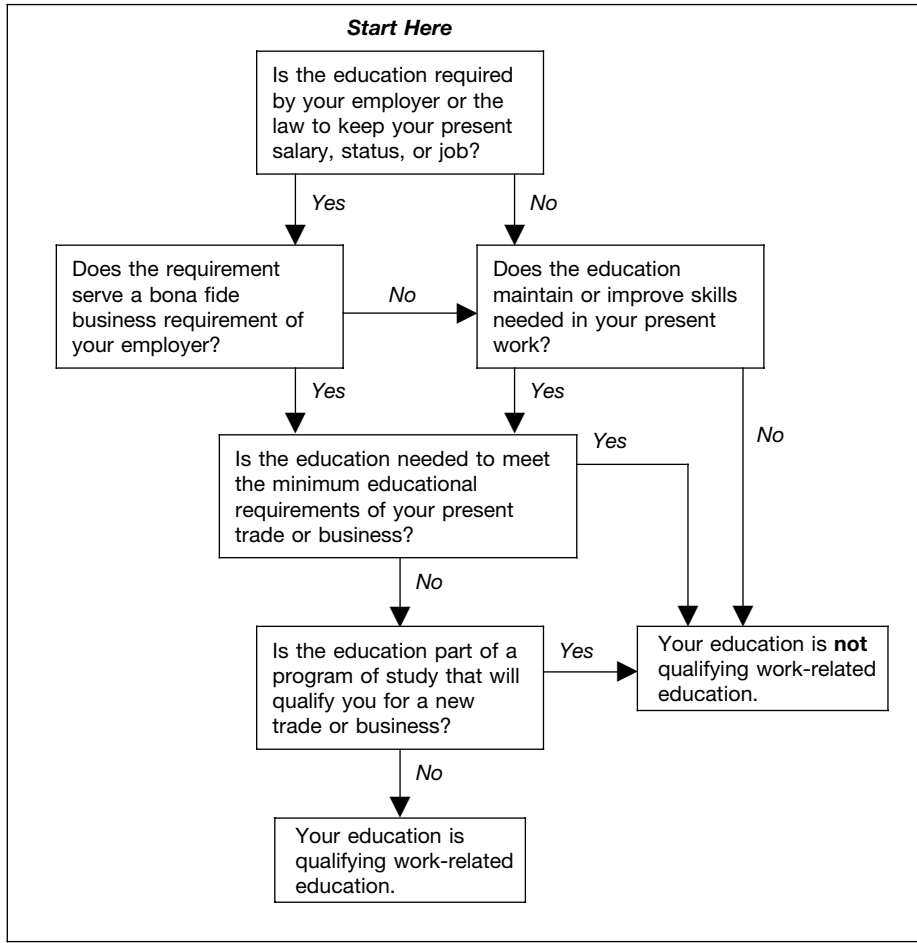 Start Here
Is the education required
by your employer or the
law to keep your present
salary, status, or job?
Yes
No
Does the requirement
serve a bona fide
business requirement of
your employer?
No
Does the education
maintain or improve skills
needed in your present
work?
Yes
Yes
No
Is the education needed to meet
the minimum educational
requirements of your present
trade or business?
Yes
No
Is the education part of a
program of study that will
qualify you for a new
trade or business?
Yes
Your education is not
qualifying work-related
education.
No
Your education is
qualifying work-related
education.